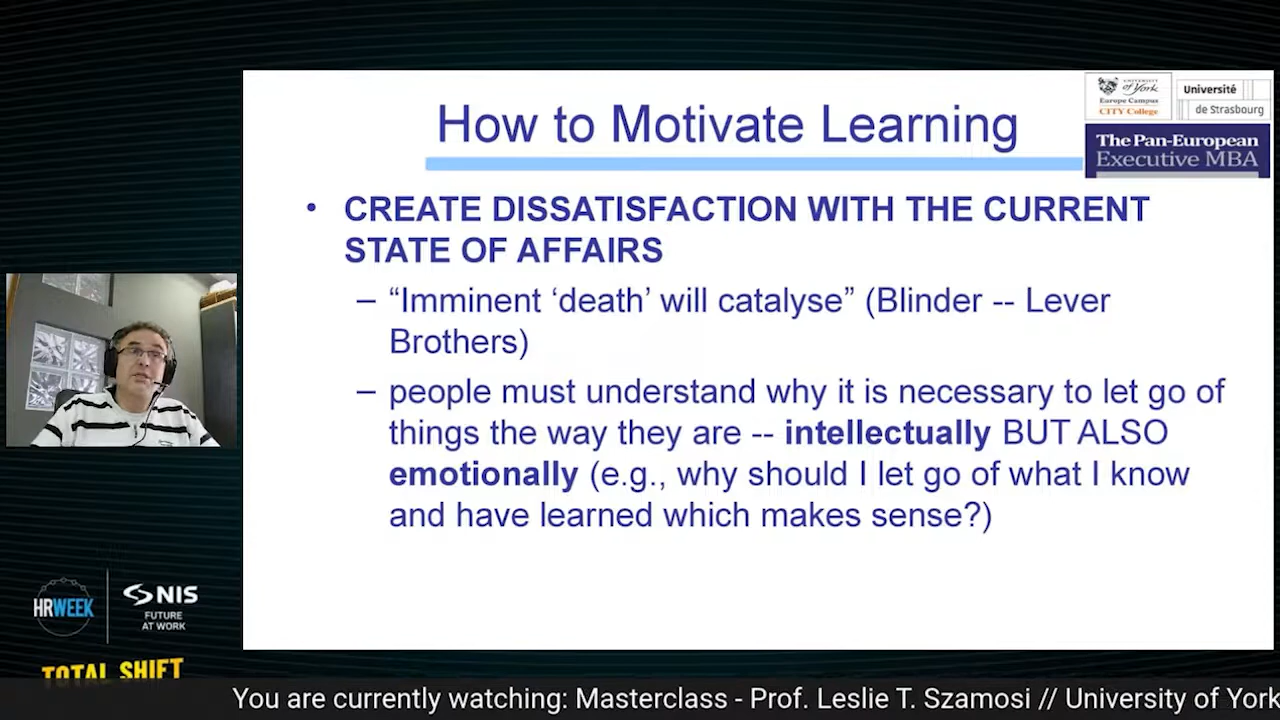 How to Motivate Learning
UNIVERSITY
of York
Europe Campus
CITY College
Université
de Strasbourg
The Pan-European
Executive MBA
• CREATE DISSATISFACTION WITH THE CURRENT
STATE OF AFFAIRS
– “Imminent ‘death’ will catalyse” (Blinder -- Lever
Brothers)
– people must understand why it is necessary to let go of
things the way they are -- intellectually BUT ALSO
emotionally (e.g., why should I let go of what I know
and have learned which makes sense?)
HRWEEK
NIS
FUTURE
AT WORK
TOTAL SHIFT
You are currently watching: Masterclass - Prof. Leslie T. Szamosi // University of York